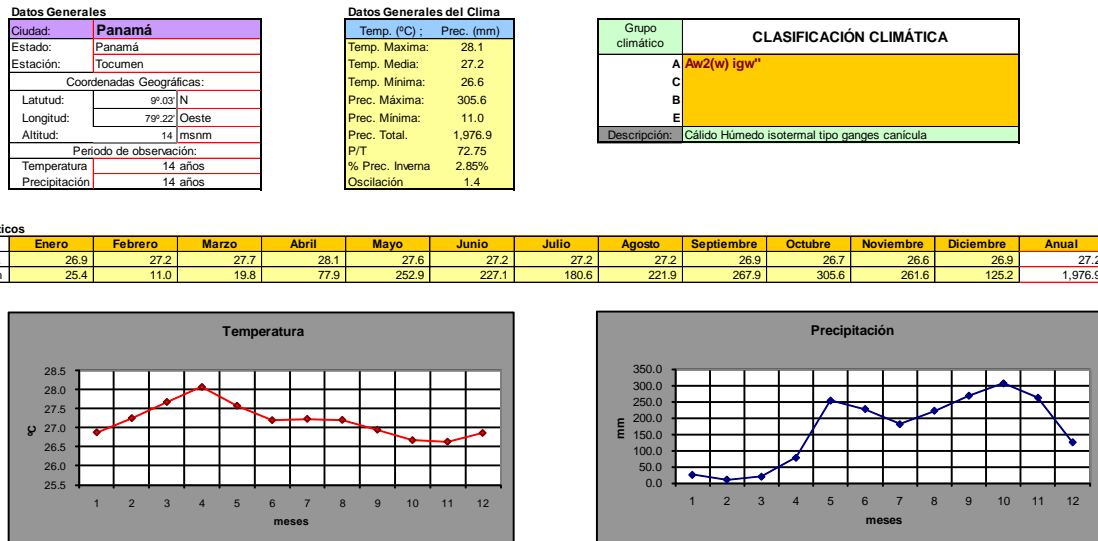 Datos Generales
Ciudad: Panamá
Estado: Panamá
Estación: Tocumen
Coordenadas Geográficas:
Latutud: 9º.03' N
Longitud: 79º.22' Oeste
Altitud: 14 msnm
Periodo de observación:
Temperatura 14 años
Precipitación 14 años
Datos Generales del Clima
Temp. (ºC) ; Prec. (mm)
Temp. Maxima: 28.1
Temp. Media: 27.2
Temp. Mínima: 26.6
Prec. Máxima: 305.6
Prec. Mínima: 11.0
Prec. Total. 1,976.9
P/T 72.75
% Prec. Inverna 2.85%
Oscilación 1.4
Grupo climático CLASIFICACIÓN CLIMÁTICA
A Aw2(w) igw"
C
B
E
Descripción: Cálido Húmedo isotermal tipo ganges canícula
ticos
Enero Febrero Marzo Abril Mayo Junio Julio Agosto Septiembre Octubre Noviembre Diciembre Anual
26.9 27.2 27.7 28.1 27.6 27.2 27.2 27.2 26.9 26.7 26.6 26.9 27.2
25.4 11.0 19.8 77.9 252.9 227.1 180.6 221.9 267.9 305.6 261.6 125.2 1,976.9
Temperatura
28.5
28.0
27.5
27.0
26.5
26.0
25.5
ºC
1 2 3 4 5 6 7 8 9 10 11 12
meses
Precipitación
350.0
300.0
250.0
200.0
150.0
100.0
50.0
0.0
mm
1 2 3 4 5 6 7 8 9 10 11 12
meses